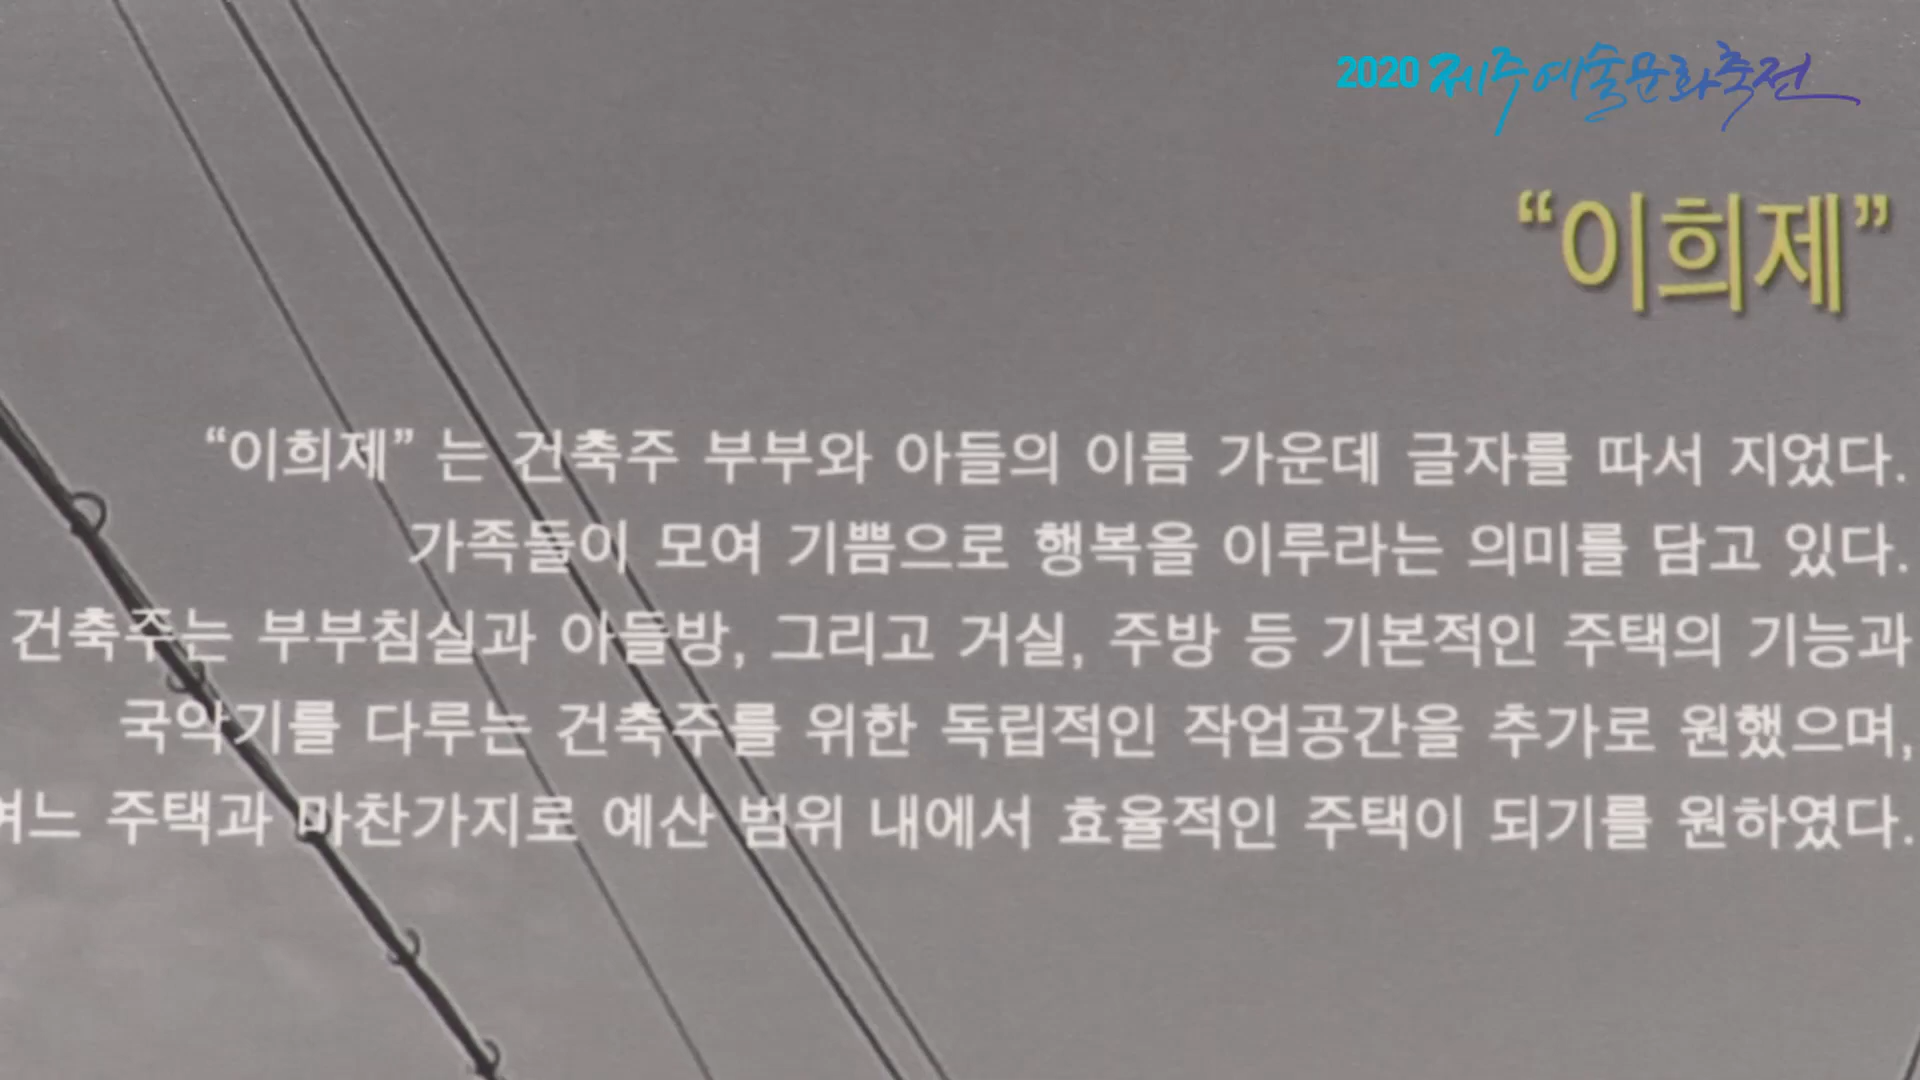 2020 제주예술문화축전
“이희제”
“이희제” 는 건축주 부부와 아들의 이름 가운데 글자를 따서 지었다.
가족들이 모여 기쁨으로 행복을 이루라는 의미를 담고 있다.
건축주는 부부침실과 아들방, 그리고 거실, 주방 등 기본적인 주택의 기능과
국악기를 다루는 건축주를 위한 독립적인 작업공간을 추가로 원했으며,
여느 주택과 마찬가지로 예산 범위 내에서 효율적인 주택이 되기를 원하였다.